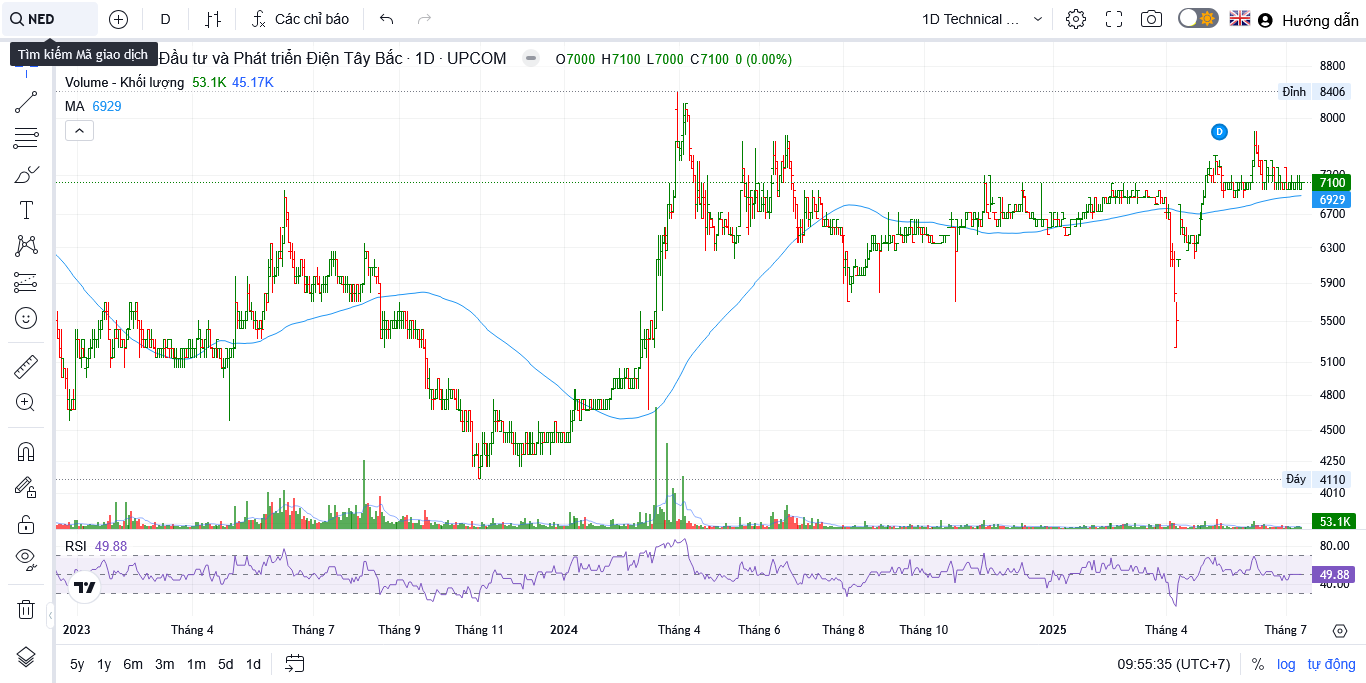 NED
D
Các chỉ báo
1D Technical ...
Hướng dẫn
Tìm kiếm Mã giao dịch
Đầu tư và Phát triển Điện Tây Bắc · 1D · UPCOM
O7000 H7100 L7000 C7100 0 (0.00%)
Volume - Khối lượng 53.1K 45.17K
MA 6929
8800
Đỉnh 8406
8000
D
7200
7100
6929
6700
6300
5900
5500
5100
4800
4500
4250
Đáy 4110
4010
53.1K
RSI 49.88
80.00
49.88
40.00
2023 Tháng 4 Tháng 7 Tháng 9 Tháng 11 2024 Tháng 4 Tháng 6 Tháng 8 Tháng 10 2025 Tháng 4 Tháng 7
5y 1y 6m 3m 1m 5d 1d
09:55:35 (UTC+7) % log tự động